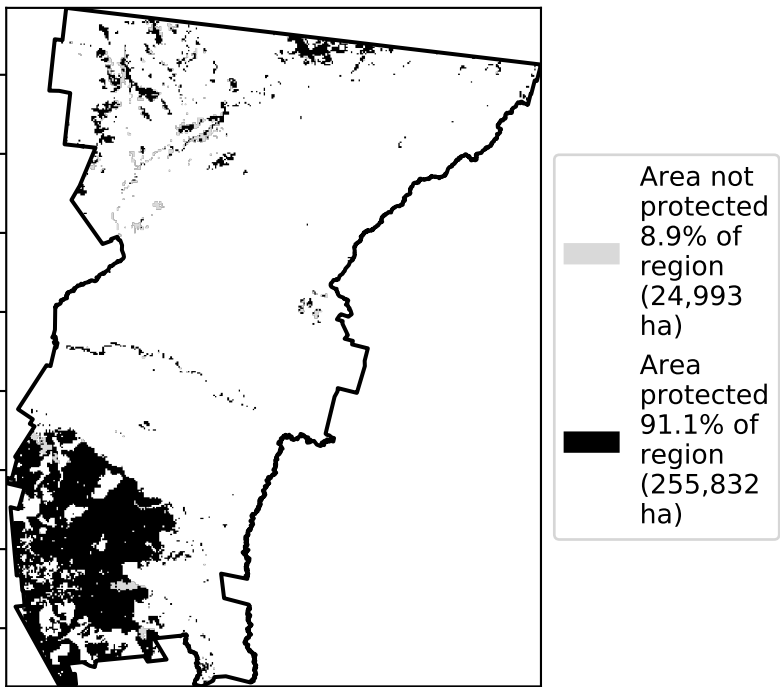 Area not
protected
8.9% of
region
(24,993
ha)
Area
protected
91.1% of
region
(255,832
ha)